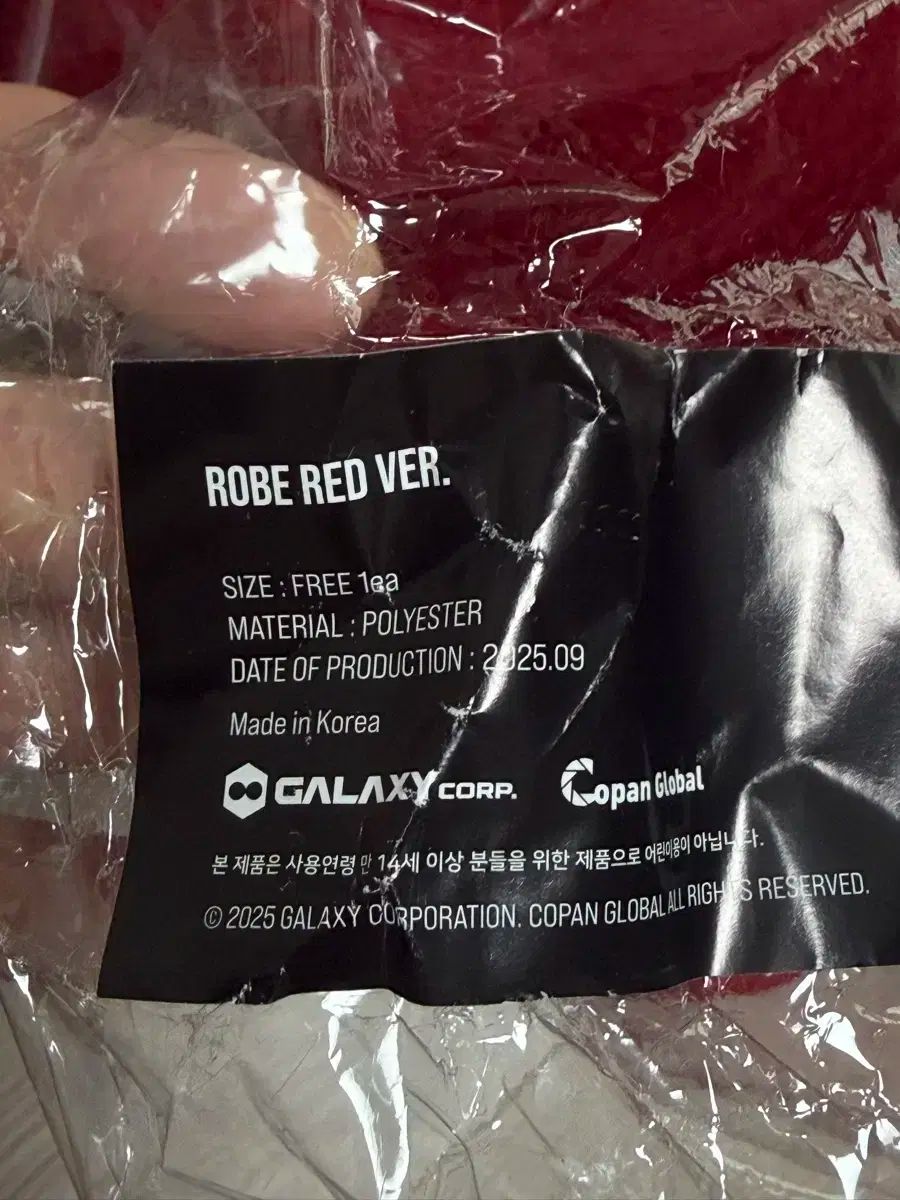 ROBE RED VER.
SIZE : FREE 1ea
MATERIAL : POLYESTER
DATE OF PRODUCTION : 2025.09
Made in Korea
GALAXY CORP. Copan Global
본 제품은 사용연령 만 14세 이상 분들을 위한 제품으로 어린이용이 아닙니다.
© 2025 GALAXY CORPORATION. COPAN GLOBAL ALL RIGHTS RESERVED.